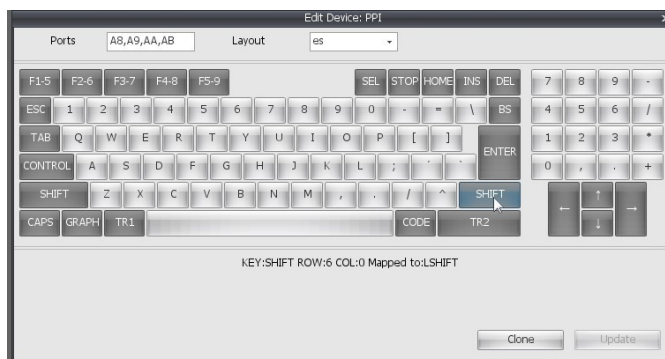 Edit Device: PPI
Ports A8,A9,AA,AB Layout es
F1-5 F2-6 F3-7 F4-8 F5-9 SEL STOP HOME INS DEL 7 8 9 -
ESC 1 2 3 4 5 6 7 8 9 0 - = \ BS 4 5 6 /
TAB Q W E R T Y U I O P [ ] ENTER 1 2 3 *
CONTROL A S D F G H J K L ; ` ` 0 , . +
SHIFT Z X C V B N M , . / ^ SHIFT ← ↑ →
CAPS GRAPH TR1 CODE TR2 ↓
KEY:SHIFT ROW:6 COL:0 Mapped to:LSHIFT
Clone Update